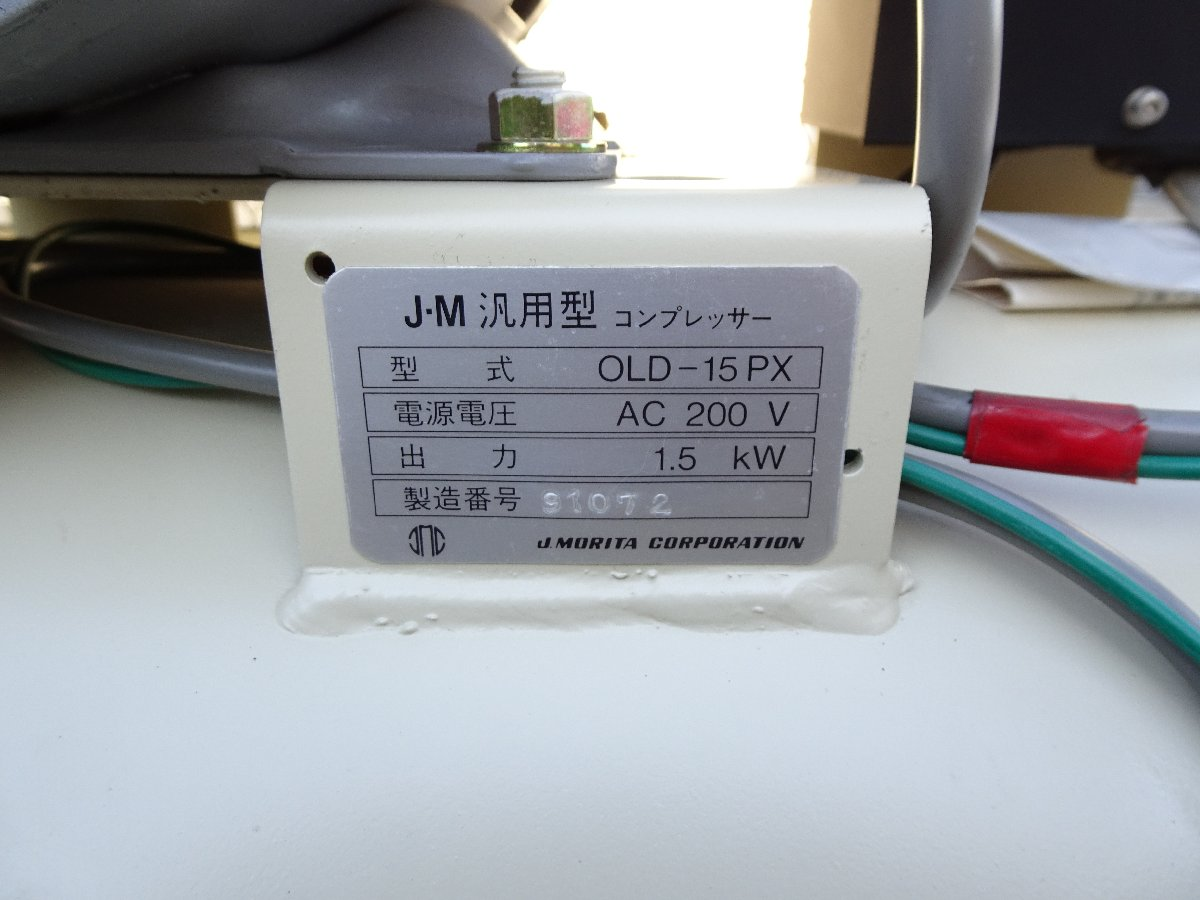 J·M 汎用型 コンプレッサー
型 式 OLD-15PX
電源電圧 AC 200 V
出 力 1.5 kW
製造番号 91072
J.MORITA CORPORATION